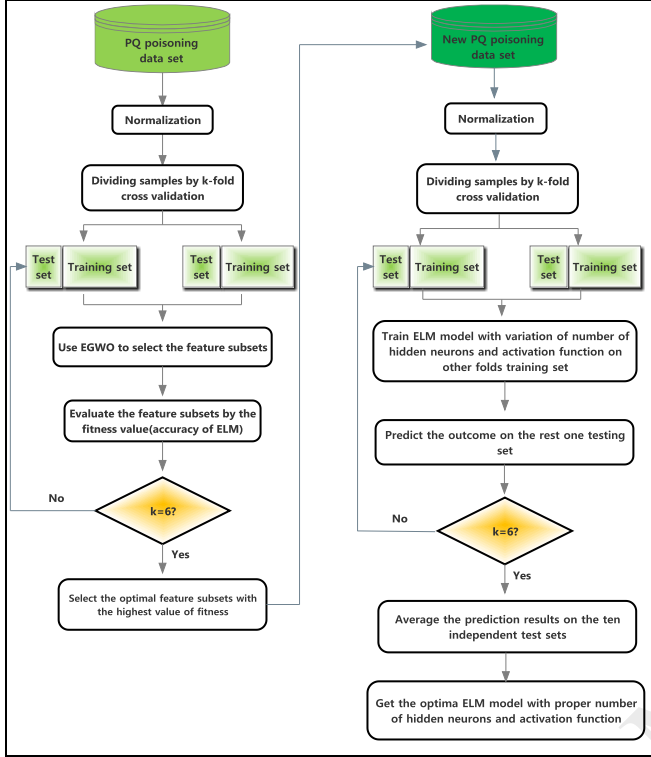 PQ poisoning
data set
Normalization
Dividing samples by k-fold
cross validation
Test
set
Training set
Test
set
Training set
Use EGWO to select the feature subsets
Evaluate the feature subsets by the
fitness value(accuracy of ELM)
No
k=6?
Yes
Select the optimal feature subsets with
the highest value of fitness
New PQ poisoning
data set
Normalization
Dividing samples by k-fold
cross validation
Test
set
Training set
Test
set
Training set
Train ELM model with variation of number of
hidden neurons and activation function on
other folds training set
Predict the outcome on the rest one testing
set
No
k=6?
Yes
Average the prediction results on the ten
independent test sets
Get the optima ELM model with proper number
of hidden neurons and activation function